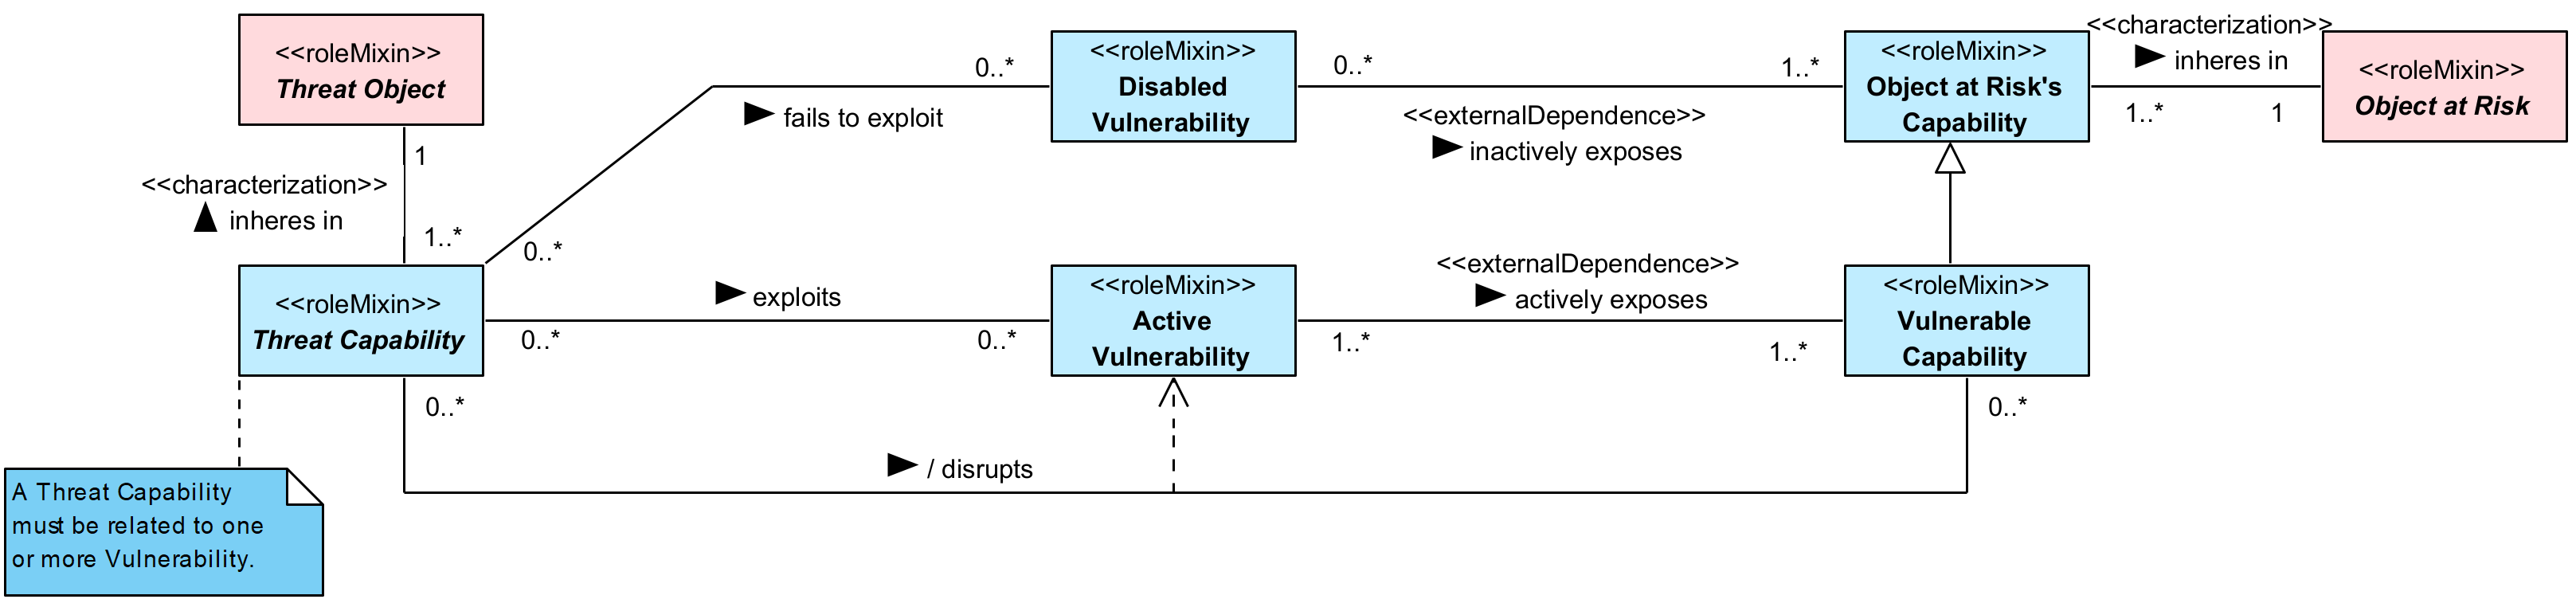 <<roleMixin>>
Threat Object
1
<<characterization>>
inheres in
1..*
<<roleMixin>>
Threat Capability
0..*
fails to exploit
0..*
<<roleMixin>>
Disabled
Vulnerability
0..*
<<externalDependence>>
inactively exposes
1..*
<<roleMixin>>
Object at Risk's
Capability
<<characterization>>
inheres in
1..*
1
<<roleMixin>>
Object at Risk
0..*
exploits
0..*
<<roleMixin>>
Active
Vulnerability
<<externalDependence>>
actively exposes
1..*
1..*
<<roleMixin>>
Vulnerable
Capability
0..*
/ disrupts
0..*
A Threat Capability
must be related to one
or more Vulnerability.